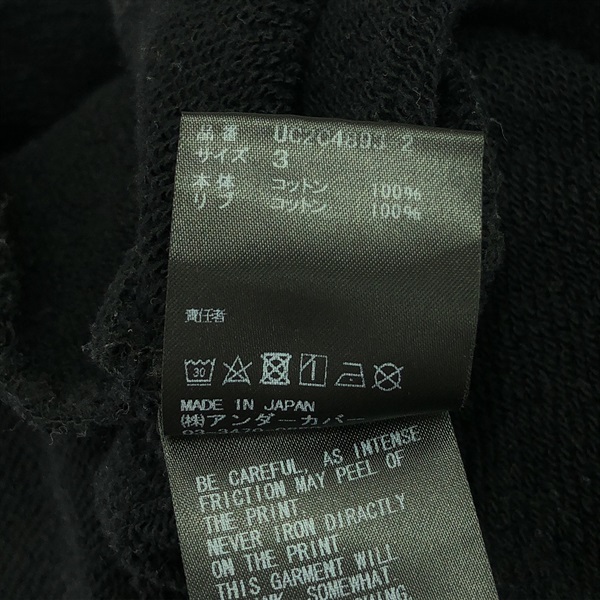 品番 UC2C4803 2
サイズ 3
本体 コットン 100%
リブ コットン 100%
責任者
30
MADE IN JAPAN
(株)アンダーカバー
BE CAREFUL, AS INTENSE
FRICTION MAY PEEL OF
THE PRINT
NEVER IRON DIRACTLY
ON THE PRINT
THIS GARMENT WILL
SOMEWHAT